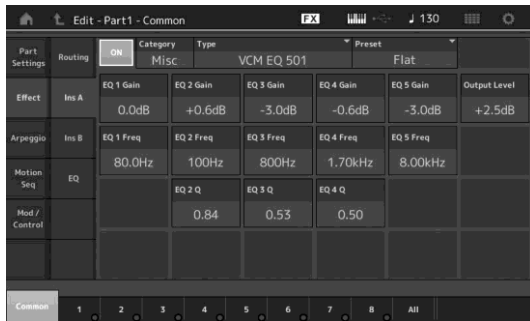 Edit - Part1 - Common FX 130
Part Settings Routing ON Category Misc Type VCM EQ 501 Preset Flat
Effect Ins A EQ 1 Gain EQ 2 Gain EQ 3 Gain EQ 4 Gain EQ 5 Gain Output Level
0.0dB +0.6dB -3.0dB -0.6dB -3.0dB +2.5dB
Arpeggio Ins B EQ 1 Freq EQ 2 Freq EQ 3 Freq EQ 4 Freq EQ 5 Freq
80.0Hz 100Hz 800Hz 1.70kHz 8.00kHz
Motion Seq EQ EQ 2 Q EQ 3 Q EQ 4 Q
0.84 0.53 0.50
Mod / Control
Common 1 2 3 4 5 6 7 8 All